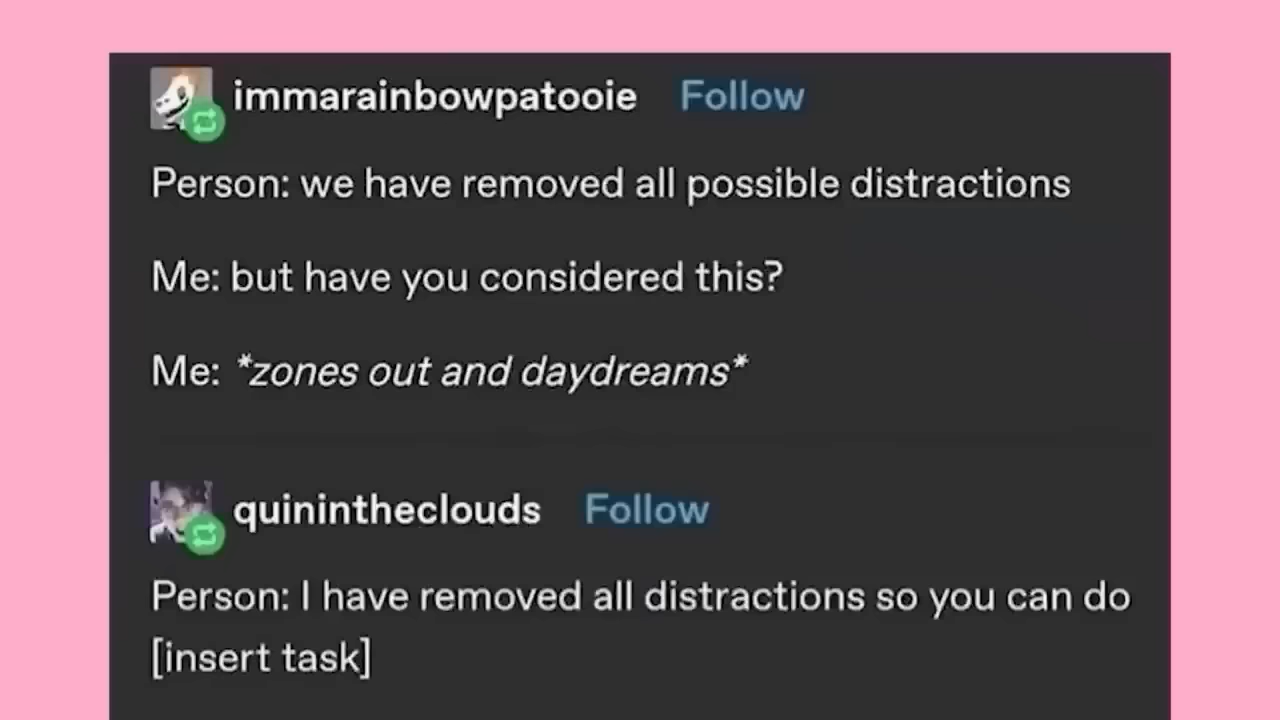 immarainbowpatooie Follow
Person: we have removed all possible distractions
Me: but have you considered this?
Me: *zones out and daydreams*
quinintheclouds Follow
Person: I have removed all distractions so you can do
[insert task]